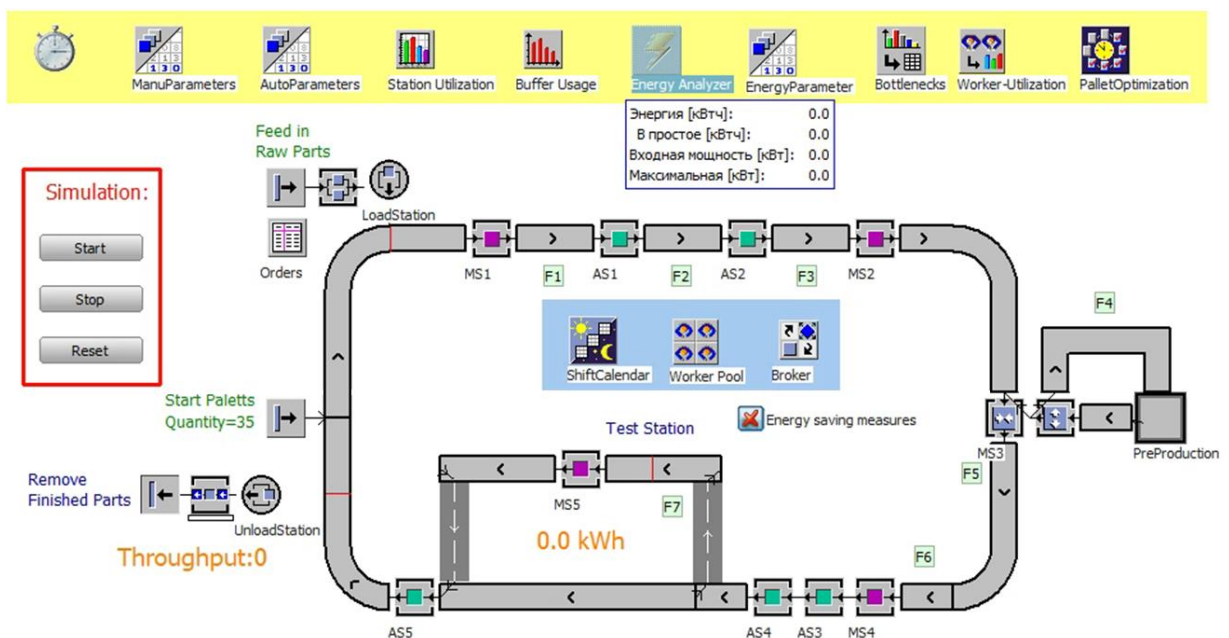 ManuParameters
AutoParameters
Station Utilization
Buffer Usage
Energy Analyzer
EnergyParameter
Bottlenecks
Worker-Utilization
PalletOptimization
Энергия [кВтч]: 0.0
В простое [кВтч]: 0.0
Входная мощность [кВт]: 0.0
Максимальная [кВт]: 0.0
Feed in
Raw Parts
LoadStation
Orders
Simulation:
Start
Stop
Reset
MS1
F1
AS1
F2
AS2
F3
MS2
F4
ShiftCalendar
Worker Pool
Broker
Start Paletts
Quantity=35
Energy saving measures
Test Station
MS3
PreProduction
F5
Remove
Finished Parts
UnloadStation
MS5
F7
Throughput:0
0.0 kWh
F6
AS5
AS4
AS3
MS4